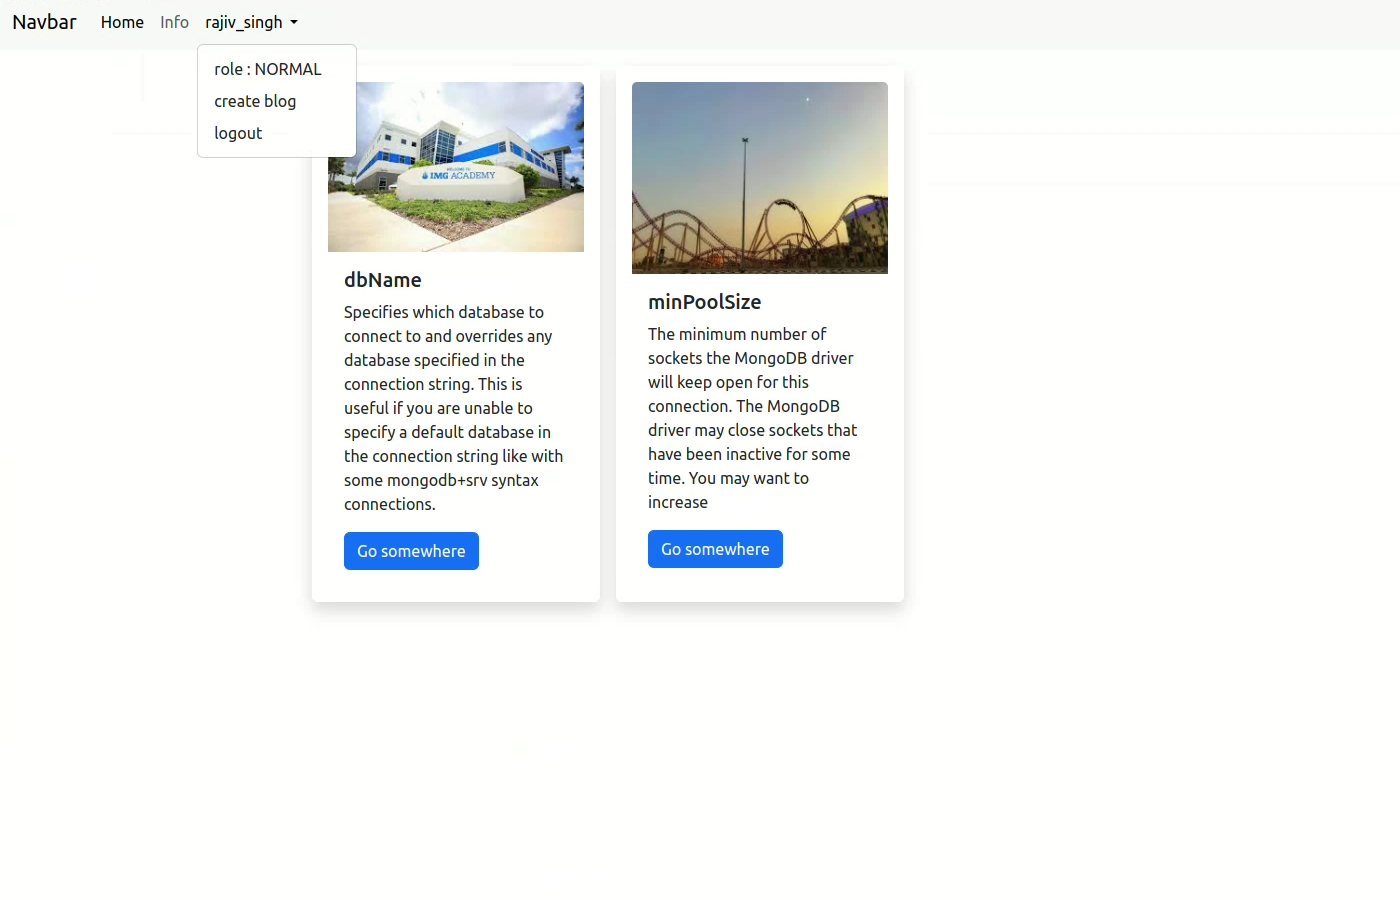 Navbar Home Info rajiv_singh
role : NORMAL
create blog
logout
WELCOME TO
IMG ACADEMY
dbName
Specifies which database to
connect to and overrides any
database specified in the
connection string. This is
useful if you are unable to
specify a default database in
the connection string like with
some mongodb+srv syntax
connections.
Go somewhere
minPoolSize
The minimum number of
sockets the MongoDB driver
will keep open for this
connection. The MongoDB
driver may close sockets that
have been inactive for some
time. You may want to
increase
Go somewhere